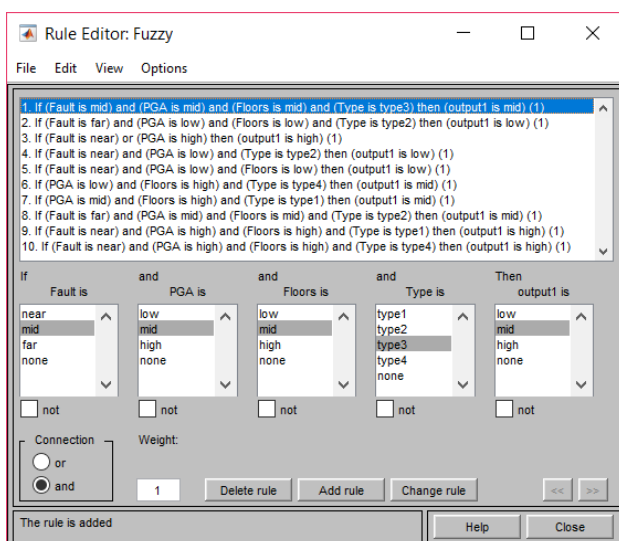 Rule Editor: Fuzzy
File Edit View Options
1. If (Fault is mid) and (PGA is mid) and (Floors is mid) and (Type is type3) then (output1 is mid) (1)
2. If (Fault is far) and (PGA is low) and (Floors is low) and (Type is type2) then (output1 is low) (1)
3. If (Fault is near) or (PGA is high) then (output1 is high) (1)
4. If (Fault is near) and (PGA is low) and (Type is type2) then (output1 is low) (1)
5. If (Fault is near) and (PGA is low) and (Floors is low) then (output1 is low) (1)
6. If (PGA is low) and (Floors is high) and (Type is type4) then (output1 is mid) (1)
7. If (PGA is mid) and (Floors is high) and (Type is type1) then (output1 is mid) (1)
8. If (Fault is far) and (PGA is mid) and (Floors is mid) and (Type is type2) then (output1 is mid) (1)
9. If (Fault is near) and (PGA is high) and (Floors is high) and (Type is type1) then (output1 is high) (1)
10. If (Fault is near) and (PGA is high) and (Floors is high) and (Type is type4) then (output1 is high) (1)
If and and and Then
Fault is PGA is Floors is Type is output1 is
near low low type1 low
mid mid mid type2 mid
far high high type3 high
none none none type4 none
none
not not not not not
Connection Weight:
or
and 1 Delete rule Add rule Change rule << >>
The rule is added Help Close